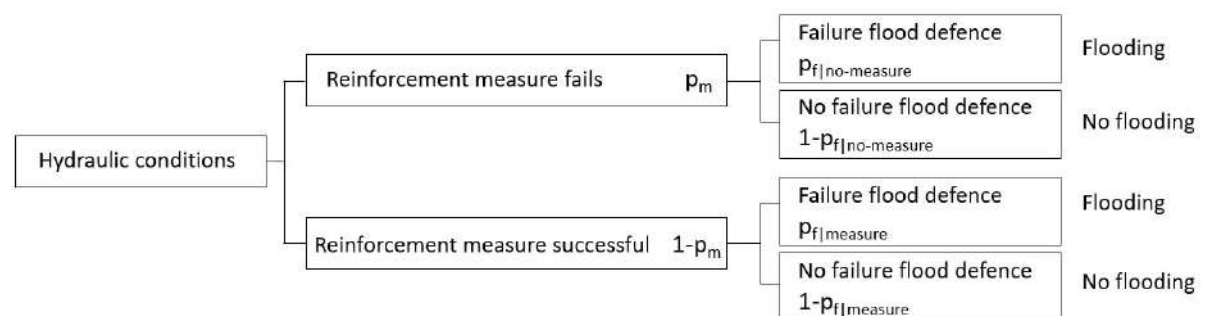 Hydraulic conditions
Reinforcement measure fails p_m
Failure flood defence
p_f|no-measure
Flooding
No failure flood defence
1-p_f|no-measure
No flooding
Reinforcement measure successful 1-p_m
Failure flood defence
p_f|measure
Flooding
No failure flood defence
1-p_f|measure
No flooding